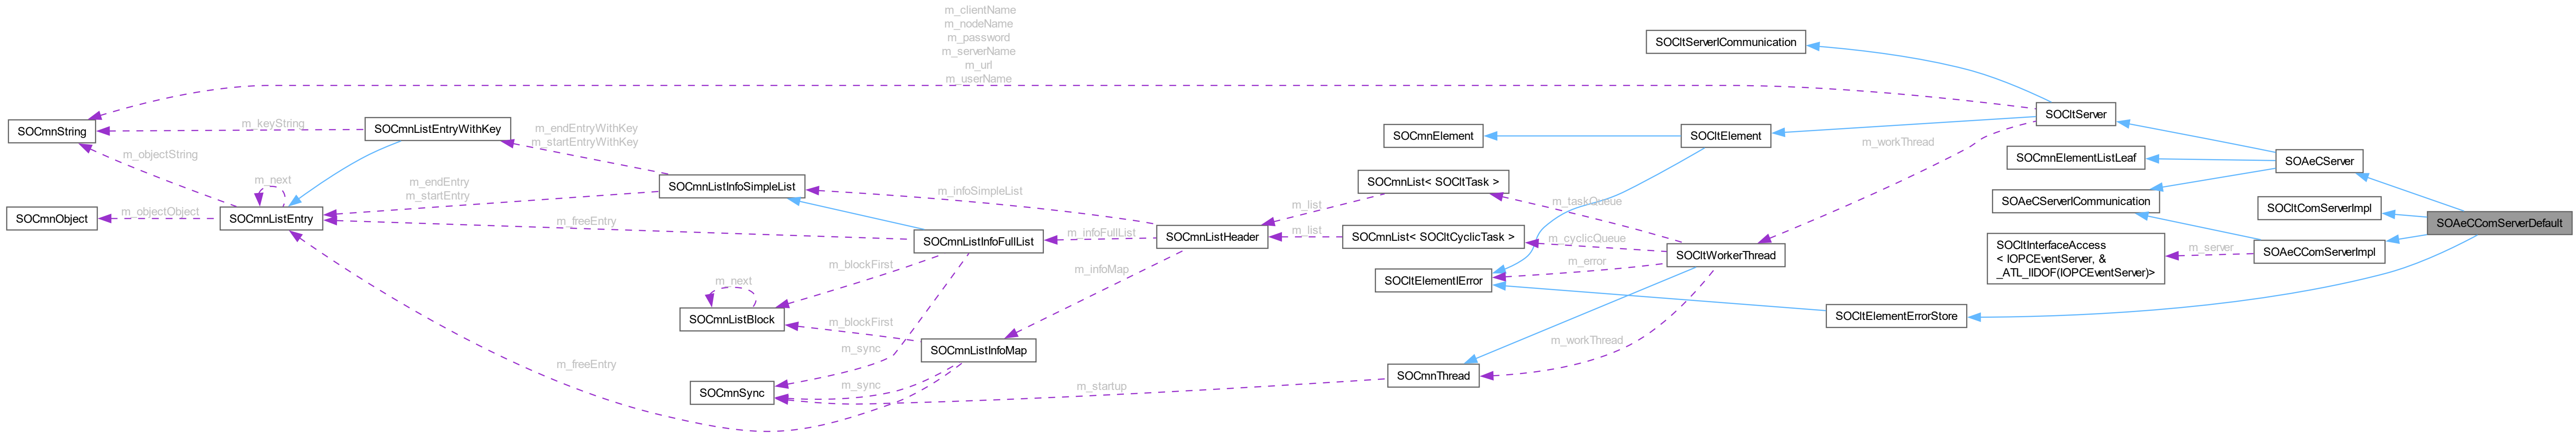 m_clientName
m_nodeName
m_password
m_serverName
m_url
m_userName
SOCltServerICommunication
SOCltServer
SOCmnString
m_keyString
SOCmnListEntryWithKey
m_endEntryWithKey
m_startEntryWithKey
SOCmnElement
SOCltElement
m_workThread
m_objectString
SOCmnElementListLeaf
SOAeCServer
m_next
m_endEntry
m_startEntry
SOCmnListInfoSimpleList
m_infoSimpleList
SOCmnList< SOCltTask >
m_taskQueue
SOAeCServerICommunication
SOCltComServerImpl
SOCmnObject
m_objectObject
SOCmnListEntry
m_freeEntry
m_list
SOAeCComServerDefault
SOCmnListInfoFullList
m_infoFullList
SOCmnListHeader
m_list
SOCmnList< SOCltCyclicTask >
m_cyclicQueue
SOCltWorkerThread
SOCltInterfaceAccess
< IOPCEventServer, &
_ATL_IIDOF(IOPCEventServer)>
m_server
SOAeCComServerImpl
m_blockFirst
m_infoMap
m_error
SOCltElementIError
m_next
SOCmnListBlock
m_blockFirst
SOCltElementErrorStore
m_sync
SOCmnListInfoMap
m_workThread
m_freeEntry
m_sync
SOCmnSync
m_startup
SOCmnThread